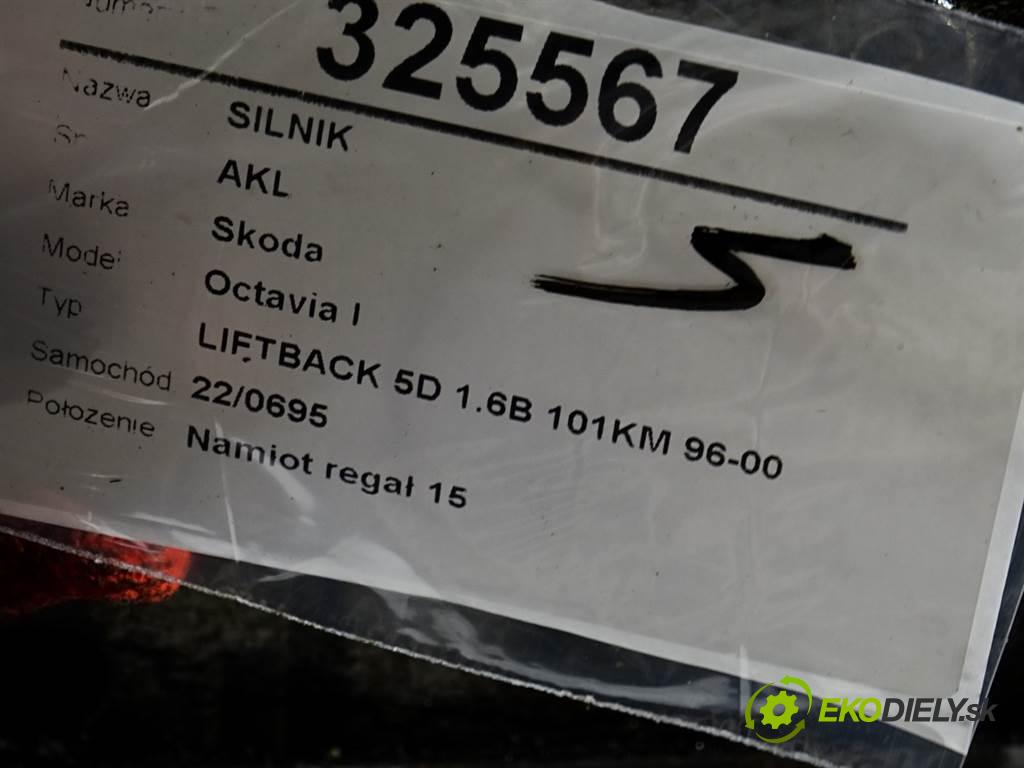 325567
Nazwa SILNIK
AKL
Marka Skoda
Model Octavia I
Typ LIFTBACK 5D 1.6B 101KM 96-00
Samochód 22/0695
Położenie Namiot regał 15
EKODIELY.sk